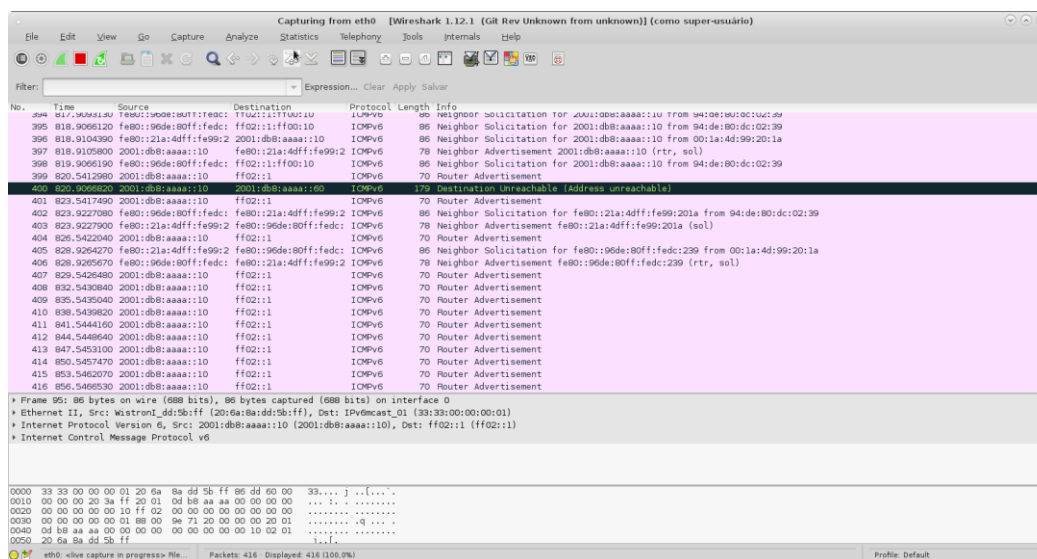 Capturing from eth0 [Wireshark 1.12.1 (Git Rev Unknown from unknown)] (como super-usuário)
File Edit View Go Capture Analyze Statistics Telephony Tools Internals Help
Filter: Expression... Clear Apply Salvar
No. Time Source Destination Protocol Length Info
394 817.9093130 fe80::96de:80ff:fedc: ff02::1:ff00:10 ICMPv6 86 Neighbor Solicitation for 2001:db8:aaaa::10 from 94:de:80:dc:02:39
395 818.9066120 fe80::96de:80ff:fedc: ff02::1:ff00:10 ICMPv6 86 Neighbor Solicitation for 2001:db8:aaaa::10 from 94:de:80:dc:02:39
396 818.9104390 fe80::21a:4dff:fe99:2 2001:db8:aaaa::10 ICMPv6 86 Neighbor Solicitation for 2001:db8:aaaa::10 from 00:1a:4d:99:20:1a
397 818.9105800 2001:db8:aaaa::10 fe80::21a:4dff:fe99:2 ICMPv6 78 Neighbor Advertisement 2001:db8:aaaa::10 (rtr, sol)
398 819.9066190 fe80::96de:80ff:fedc: ff02::1:ff00:10 ICMPv6 86 Neighbor Solicitation for 2001:db8:aaaa::10 from 94:de:80:dc:02:39
399 820.5412980 2001:db8:aaaa::10 ff02::1 ICMPv6 70 Router Advertisement
400 820.9066820 2001:db8:aaaa::10 2001:db8:aaaa::60 ICMPv6 179 Destination Unreachable (Address unreachable)
401 823.5417490 2001:db8:aaaa::10 ff02::1 ICMPv6 70 Router Advertisement
402 823.9227080 fe80::96de:80ff:fedc: fe80::21a:4dff:fe99:2 ICMPv6 86 Neighbor Solicitation for fe80::21a:4dff:fe99:201a from 94:de:80:dc:02:39
403 823.9227900 fe80::21a:4dff:fe99:2 fe80::96de:80ff:fedc: ICMPv6 78 Neighbor Advertisement fe80::21a:4dff:fe99:201a (sol)
404 826.5422040 2001:db8:aaaa::10 ff02::1 ICMPv6 70 Router Advertisement
405 828.9264270 fe80::21a:4dff:fe99:2 fe80::96de:80ff:fedc: ICMPv6 86 Neighbor Solicitation for fe80::96de:80ff:fedc:239 from 00:1a:4d:99:20:1a
406 828.9265670 fe80::96de:80ff:fedc: fe80::21a:4dff:fe99:2 ICMPv6 78 Neighbor Advertisement fe80::96de:80ff:fedc:239 (rtr, sol)
407 829.5426480 2001:db8:aaaa::10 ff02::1 ICMPv6 70 Router Advertisement
408 832.5430840 2001:db8:aaaa::10 ff02::1 ICMPv6 70 Router Advertisement
409 835.5435040 2001:db8:aaaa::10 ff02::1 ICMPv6 70 Router Advertisement
410 838.5439820 2001:db8:aaaa::10 ff02::1 ICMPv6 70 Router Advertisement
411 841.5444160 2001:db8:aaaa::10 ff02::1 ICMPv6 70 Router Advertisement
412 844.5448640 2001:db8:aaaa::10 ff02::1 ICMPv6 70 Router Advertisement
413 847.5453100 2001:db8:aaaa::10 ff02::1 ICMPv6 70 Router Advertisement
414 850.5457470 2001:db8:aaaa::10 ff02::1 ICMPv6 70 Router Advertisement
415 853.5462070 2001:db8:aaaa::10 ff02::1 ICMPv6 70 Router Advertisement
416 856.5466530 2001:db8:aaaa::10 ff02::1 ICMPv6 70 Router Advertisement
Frame 95: 86 bytes on wire (688 bits), 86 bytes captured (688 bits) on interface 0
Ethernet II, Src: WistronI_dd:5b:ff (20:6a:8a:dd:5b:ff), Dst: IPv6mcast_01 (33:33:00:00:00:01)
Internet Protocol Version 6, Src: 2001:db8:aaaa::10 (2001:db8:aaaa::10), Dst: ff02::1 (ff02::1)
Internet Control Message Protocol v6
0000 33 33 00 00 00 01 20 6a 8a dd 5b ff 86 dd 60 00 33.... j ..[...`.
0010 00 00 00 20 3a ff 20 01 0d b8 aa aa 00 00 00 00 ... :. . ........
0020 00 00 00 00 00 10 ff 02 00 00 00 00 00 00 00 00 ........ ........
0030 00 00 00 00 00 01 88 00 9e 71 20 00 00 00 20 01 ........ .q ... .
0040 0d b8 aa aa 00 00 00 00 00 00 00 00 00 10 02 01 ........ ........
0050 20 6a 8a dd 5b ff j..[.
eth0: <live capture in progress> File... Packets: 416 · Displayed: 416 (100,0%) Profile: Default